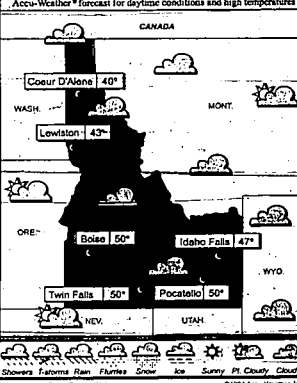 Accu-Weather® forecast for daytime conditions and high temperatures
CANADA
Coeur D'Alene 40°
WASH.
MONT.
Lewiston 43°
ORE.
Boise 50°
Idaho Falls 47°
WYO.
Twin Falls 50°
Pocatello 50°
NEV.
UTAH
Showers T-storms Rain Flurries Snow Ice Sunny Pt. Cloudy Cloudy